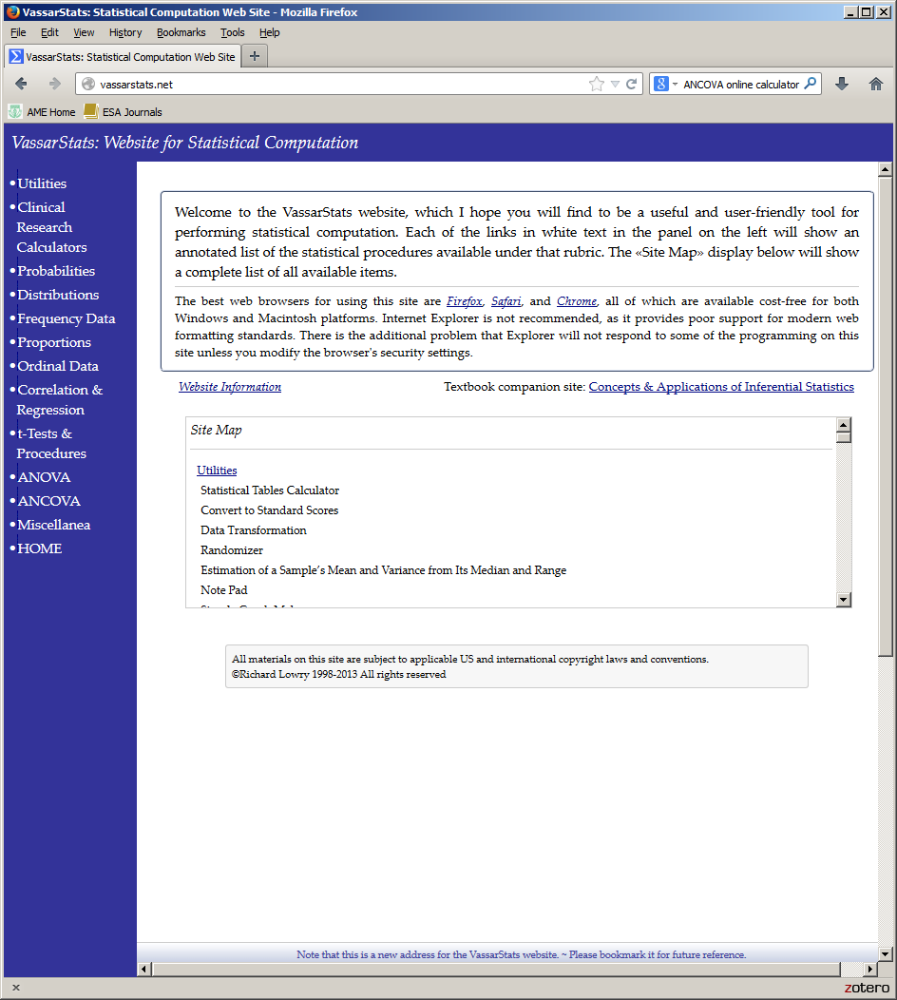 VassarStats: Statistical Computation Web Site - Mozilla Firefox
File Edit View History Bookmarks Tools Help
VassarStats: Statistical Computation Web Site
vassarstats.net
ANCOVA online calculator
AME Home ESA Journals
VassarStats: Website for Statistical Computation
•Utilities
•Clinical
Research
Calculators
•Probabilities
•Distributions
•Frequency Data
•Proportions
•Ordinal Data
•Correlation &
Regression
•t-Tests &
Procedures
•ANOVA
•ANCOVA
•Miscellanea
•HOME
Welcome to the VassarStats website, which I hope you will find to be a useful and user-friendly tool for
performing statistical computation. Each of the links in white text in the panel on the left will show an
annotated list of the statistical procedures available under that rubric. The «Site Map» display below will show
a complete list of all available items.
The best web browsers for using this site are Firefox, Safari, and Chrome, all of which are available cost-free for both
Windows and Macintosh platforms. Internet Explorer is not recommended, as it provides poor support for modern web
formatting standards. There is the additional problem that Explorer will not respond to some of the programming on this
site unless you modify the browser's security settings.
Website Information
Textbook companion site: Concepts & Applications of Inferential Statistics
Site Map
Utilities
Statistical Tables Calculator
Convert to Standard Scores
Data Transformation
Randomizer
Estimation of a Sample's Mean and Variance from Its Median and Range
Note Pad
All materials on this site are subject to applicable US and international copyright laws and conventions.
©Richard Lowry 1998-2013 All rights reserved
Note that this is a new address for the VassarStats website. ~ Please bookmark it for future reference.
zotero